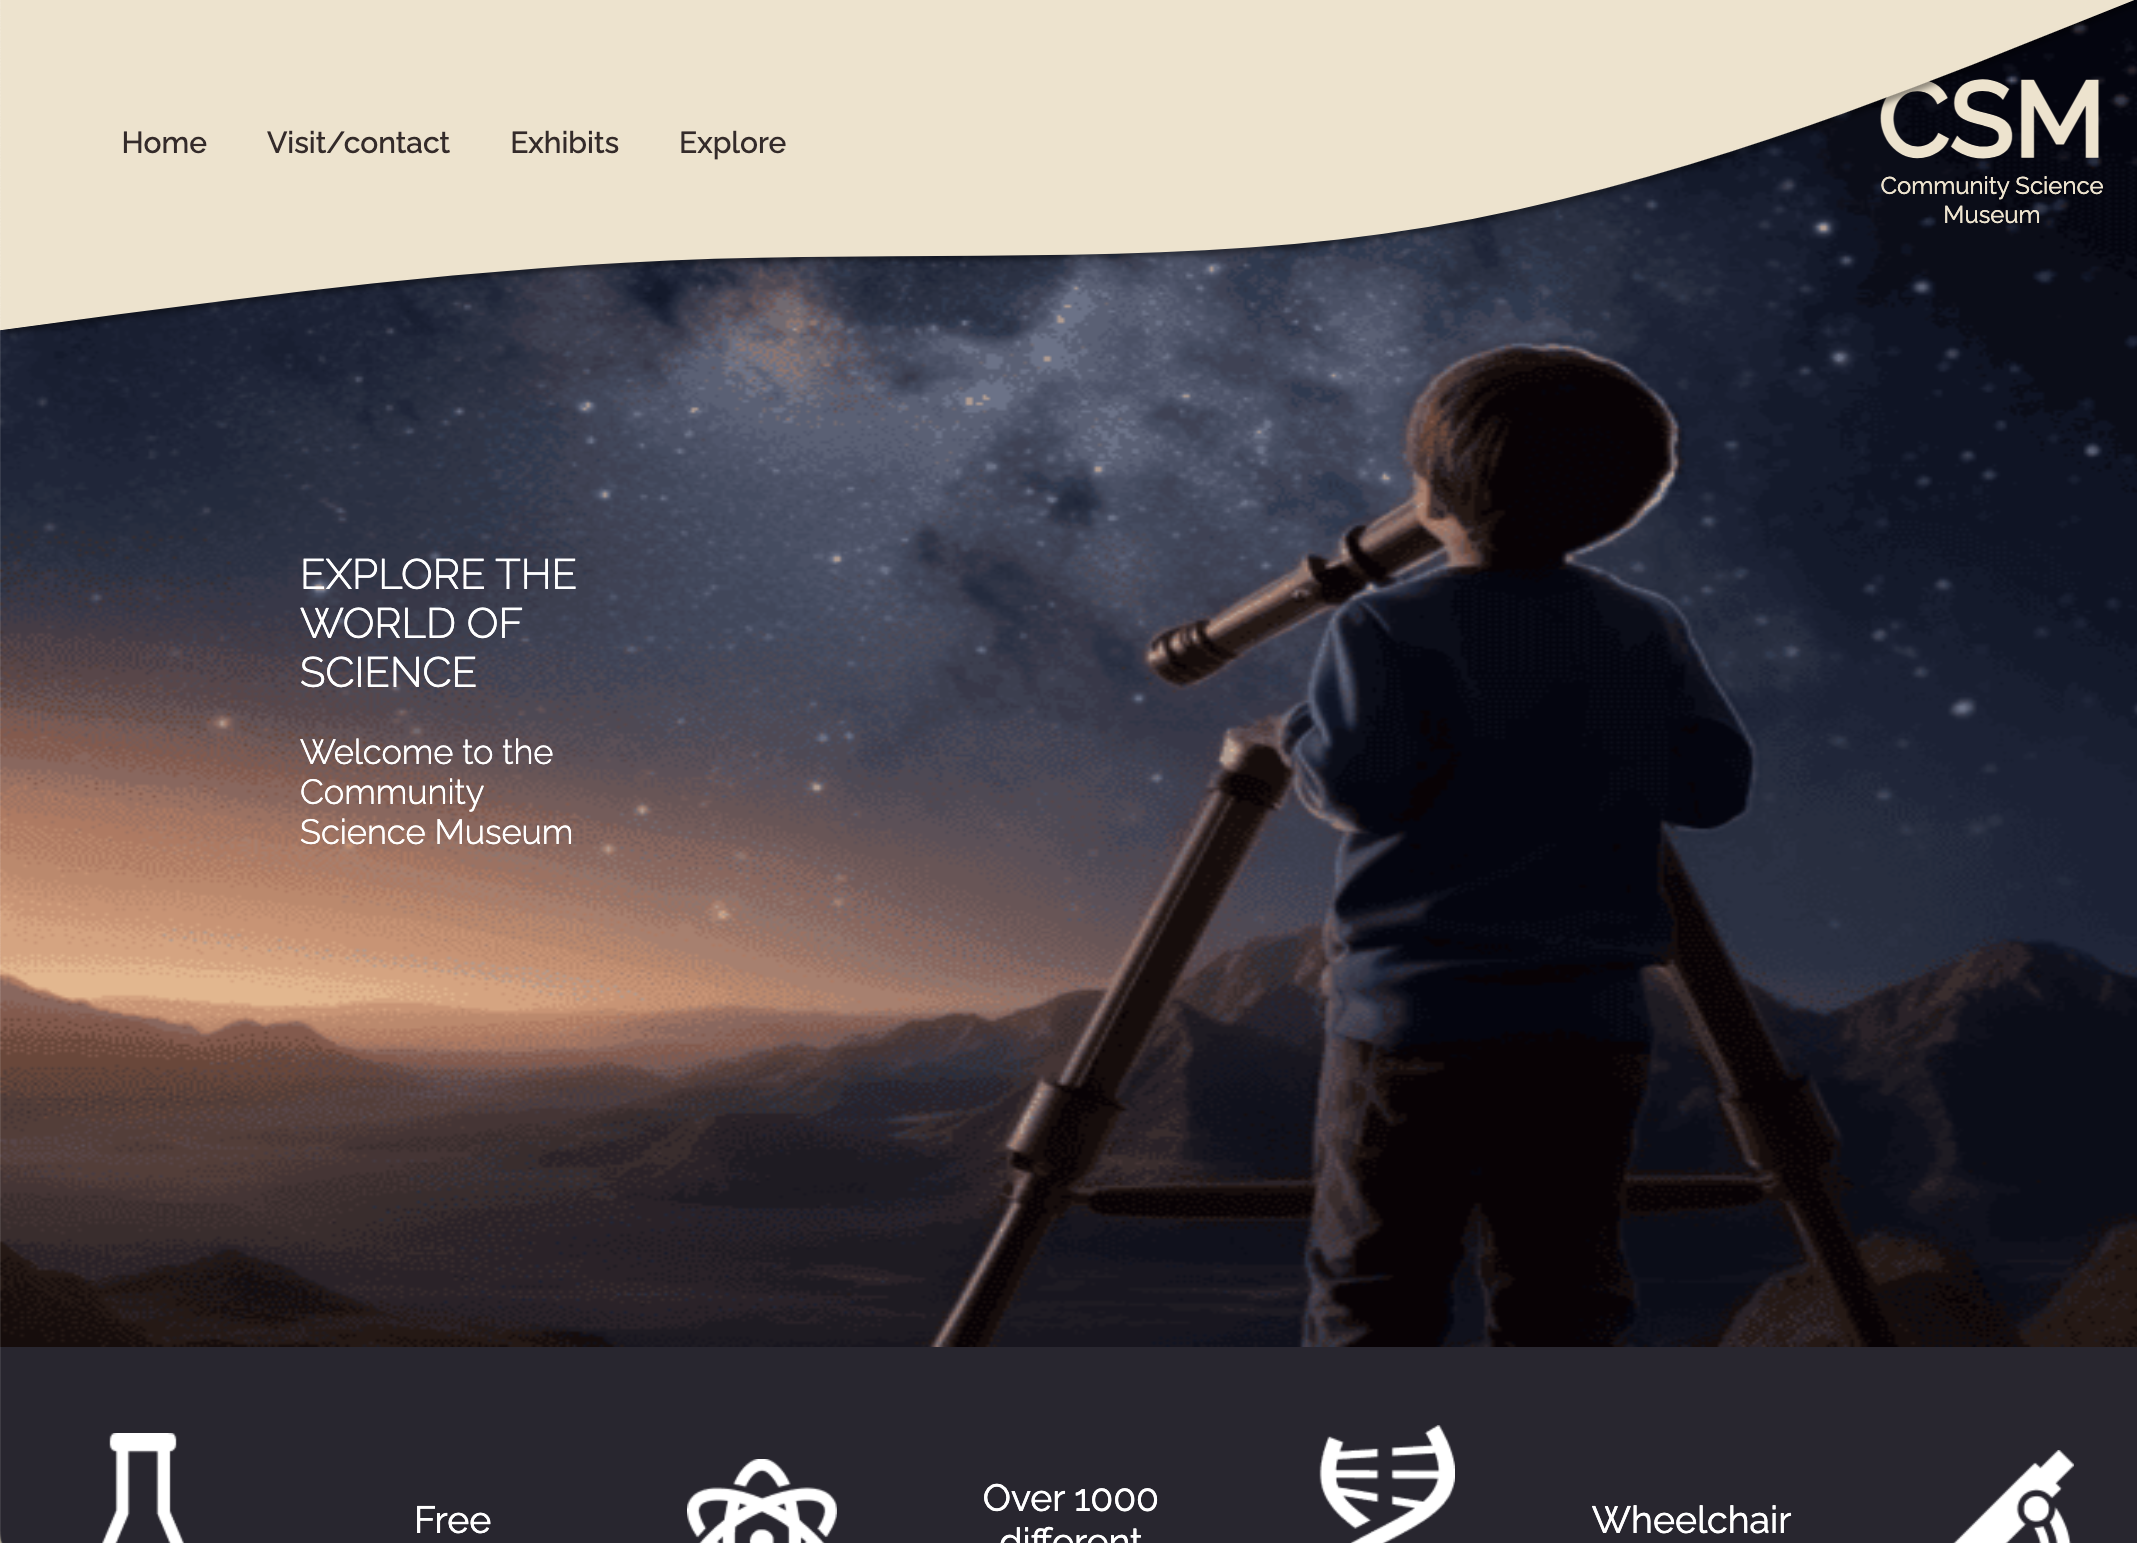 Home Visit/contact Exhibits Explore
CSM
Community Science
Museum
EXPLORE THE
WORLD OF
SCIENCE
Welcome to the
Community
Science Museum
Free
Over 1000
different
Wheelchair